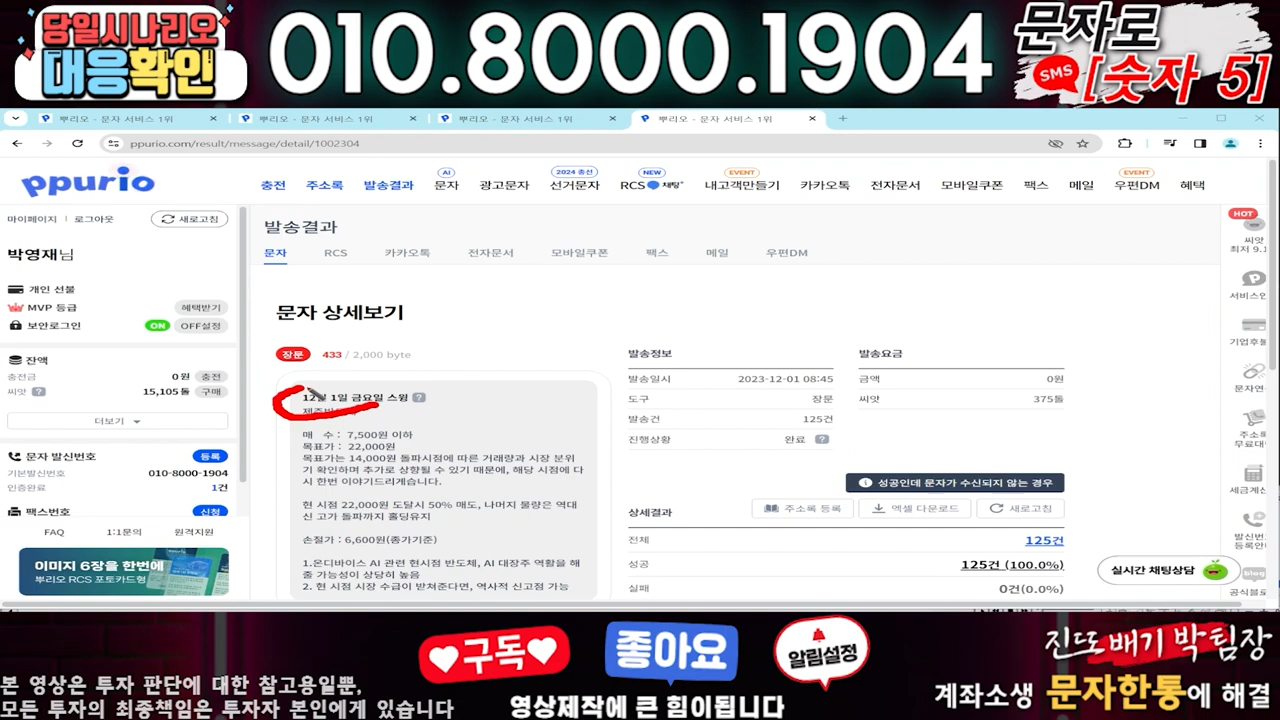 당일시나리오
대응확인
010.8000.1904
문자로
SMS
[숫자 5]
뿌리오 - 문자 서비스 1위
뿌리오 - 문자 서비스 1위
뿌리오 - 문자 서비스 1위
뿌리오 - 문자 서비스 1위
ppurio.com/result/message/detail/1002304
ppurio
충전
주소록
발송결과
AI
문자
광고문자
2024 총선
선거문자
NEW
RCS
채팅+
EVENT
내고객만들기
카카오톡
전자문서
모바일쿠폰
팩스
메일
EVENT
우편DM
혜택
마이페이지 | 로그아웃
새로고침
박영재님
개인 선불
MVP 등급
혜택받기
보안로그인
ON
OFF설정
잔액
충전금
0원
충전
씨앗 ?
15,105톨
구매
더보기
문자 발신번호
등록
기본발신번호
010-8000-1904
인증완료
1건
팩스번호
신청
FAQ
1:1문의
원격지원
이미지 6장을 한번에
뿌리오 RCS 포토카드형
발송결과
문자
RCS
카카오톡
전자문서
모바일쿠폰
팩스
메일
우편DM
문자 상세보기
장문
433 / 2,000 byte
12월 1일 금요일 스윙 ?
매 수 : 7,500원 이하
목표가 : 22,000원
목표가는 14,000원 돌파시점에 따른 거래량과 시장 분위
기 확인하며 추가로 상향될 수 있기 때문에, 해당 시점에 다
시 한번 이야기드리게습니다.
현 시점 22,000원 도달시 50% 매도, 나머지 물량은 역대
신 고가 돌파까지 홀딩유지
손절가 : 6,600원(종가기준)
1.온디바이스 AI 관련 현시점 반도체, AI 대장주 역활을 해
줄 가능성이 상당히 높음
2. 현 시점 시장 수급이 받쳐준다면, 역사적 신고점 가능
발송정보
발송일시
2023-12-01 08:45
도구
장문
발송건
125건
진행상황
완료 ?
발송요금
금액
0원
씨앗
375톨
성공인데 문자가 수신되지 않는 경우
상세결과
주소록 등록
엑셀 다운로드
새로고침
전체
125건
성공
125건 (100.0%)
실패
0건(0.0%)
HOT
씨앗
최저 9.
서비스인
기업후불
문자연
주소록
무료대
세금계산
발신번
등록안
blog
공식블로
실시간 채팅상담
구독
좋아요
알림설정
진또배기 박팀장
본 영상은 투자 판단에 대한 참고용일뿐,
모든 투자의 최종책임은 투자자 본인에게 있습니다
영상제작에 큰 힘이됩니다
계좌소생 문자한통에 해결